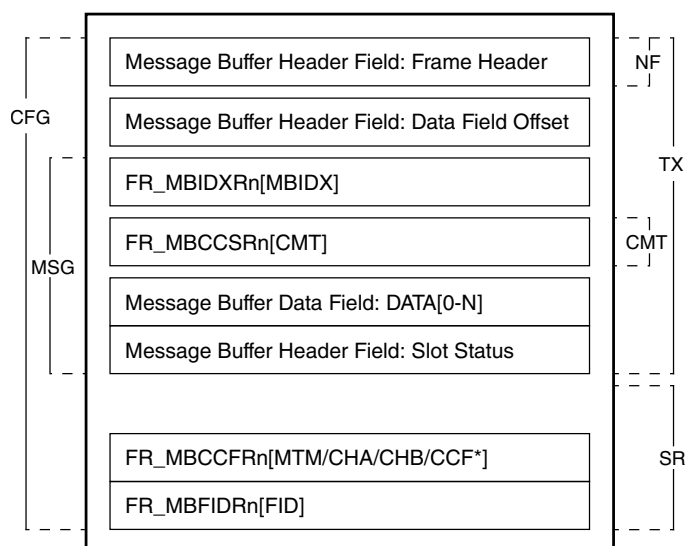 Message Buffer Header Field: Frame Header
NF
CFG
Message Buffer Header Field: Data Field Offset
TX
FR_MBIDXRn[MBIDX]
FR_MBCCSRn[CMT]
CMT
MSG
Message Buffer Data Field: DATA[0-N]
Message Buffer Header Field: Slot Status
FR_MBCCFRn[MTM/CHA/CHB/CCF*]
SR
FR_MBFIDRn[FID]